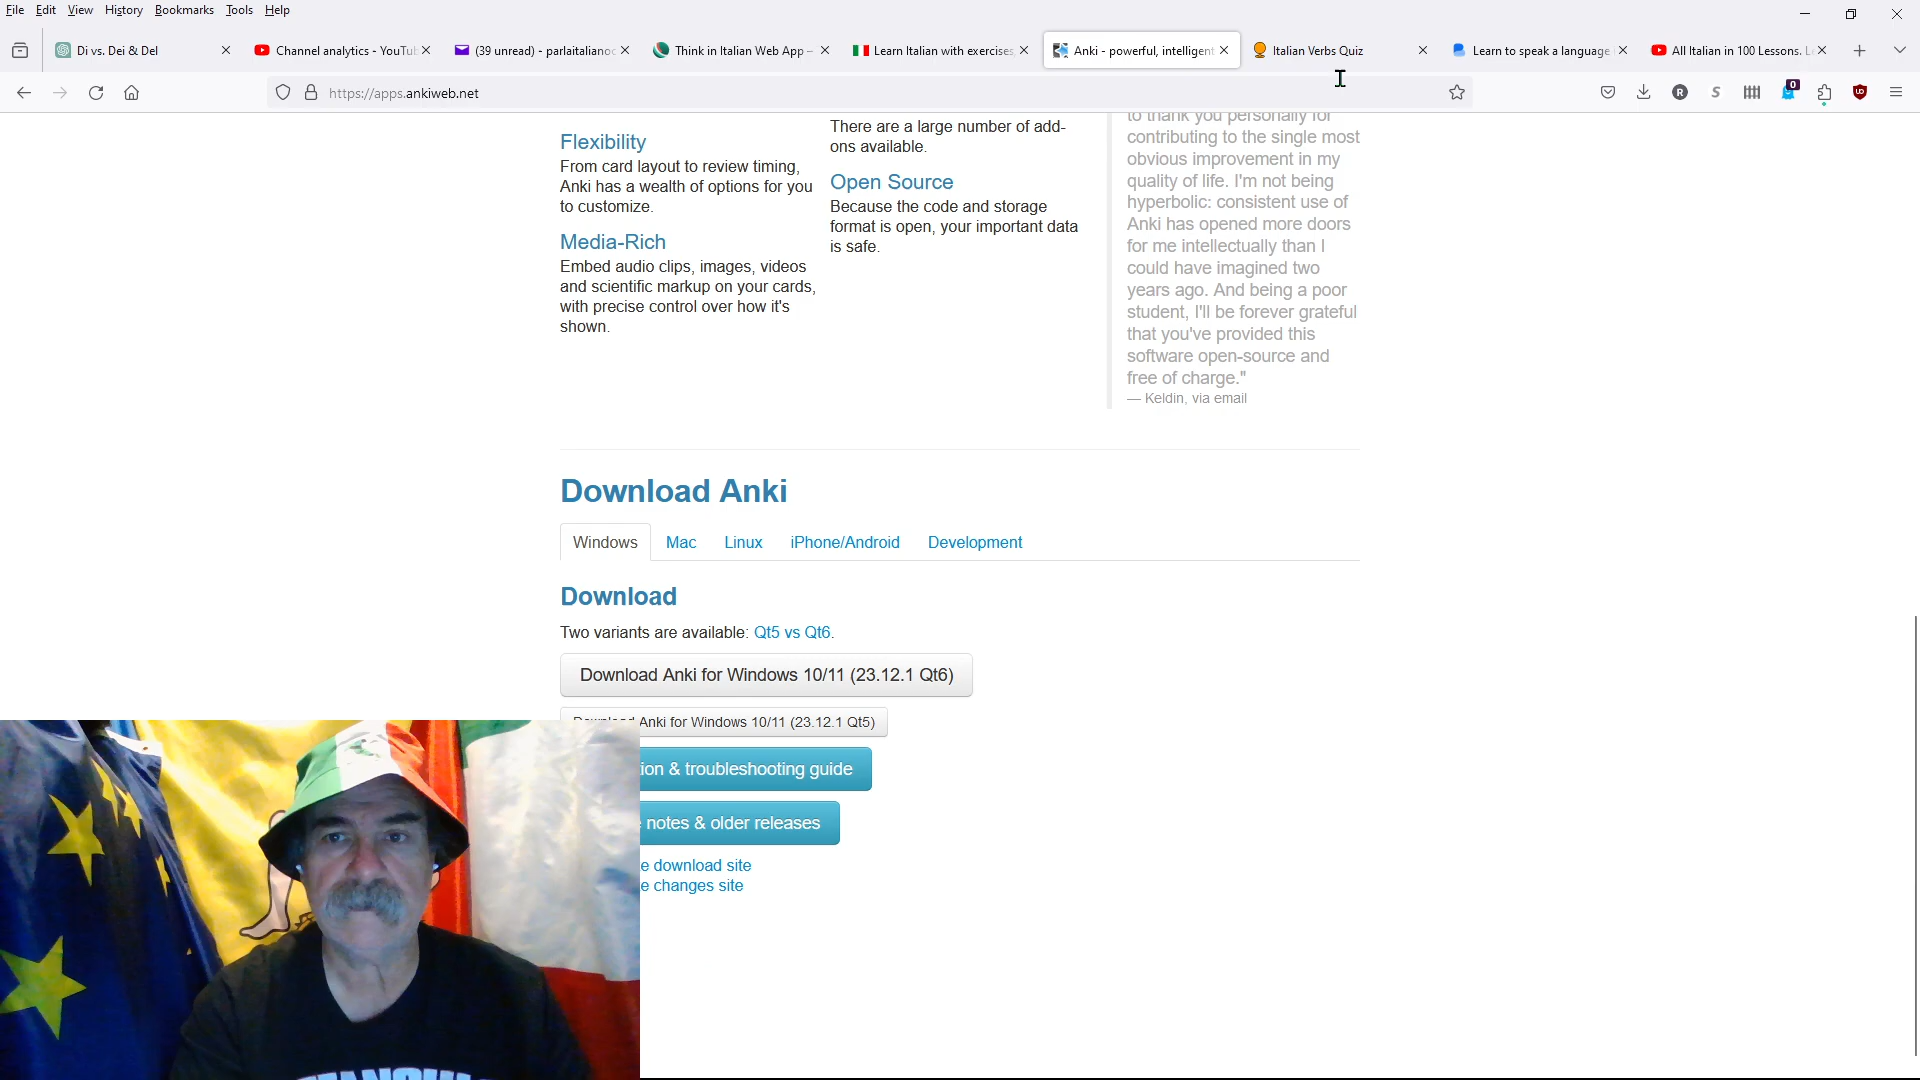 File Edit View History Bookmarks Tools Help
Di vs. Dei & Del
Channel analytics - YouTub
(39 unread) - parlaitaliano
Think in Italian Web App –
Learn Italian with exercises,
Anki - powerful, intelligent
Italian Verbs Quiz
Learn to speak a language
All Italian in 100 Lessons. L
https://apps.ankiweb.net
Flexibility
From card layout to review timing,
Anki has a wealth of options for you
to customize.
Media-Rich
Embed audio clips, images, videos
and scientific markup on your cards,
with precise control over how it's
shown.
There are a large number of add-
ons available.
Open Source
Because the code and storage
format is open, your important data
is safe.
to thank you personally for
contributing to the single most
obvious improvement in my
quality of life. I'm not being
hyperbolic: consistent use of
Anki has opened more doors
for me intellectually than I
could have imagined two
years ago. And being a poor
student, I'll be forever grateful
that you've provided this
software open-source and
free of charge."
— Keldin, via email
Download Anki
Windows Mac Linux iPhone/Android Development
Download
Two variants are available: Qt5 vs Qt6.
Download Anki for Windows 10/11 (23.12.1 Qt6)
Download Anki for Windows 10/11 (23.12.1 Qt5)
ion & troubleshooting guide
notes & older releases
e download site
e changes site